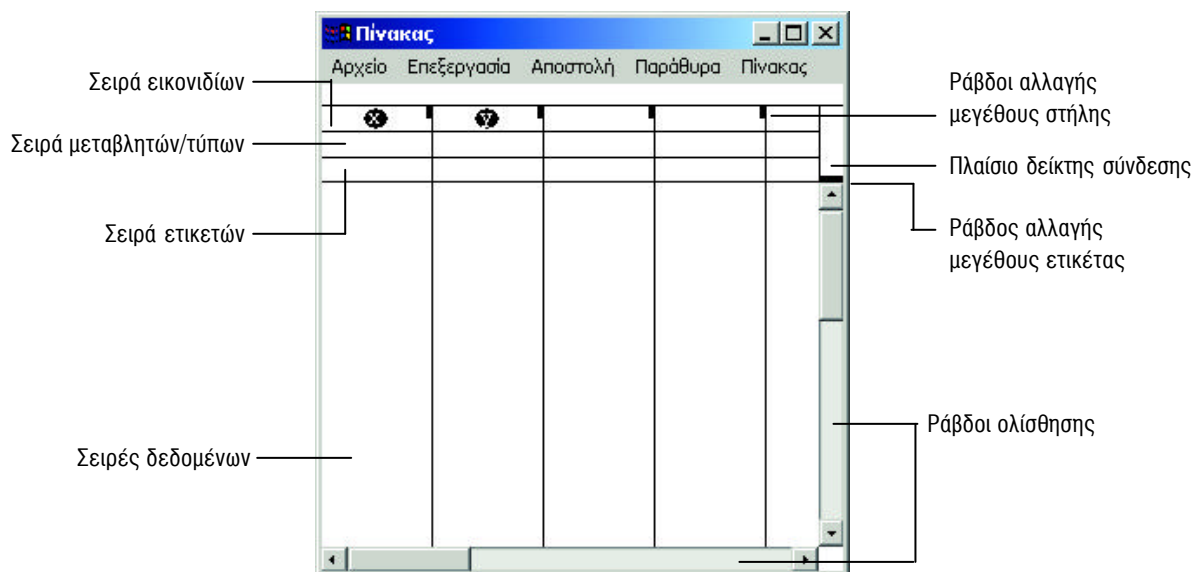 Πίνακας
Αρχείο Επεξεργασία Αποστολή Παράθυρα Πίνακας
Σειρά εικονιδίων
Σειρά μεταβλητών/τύπων
Σειρά ετικετών
Σειρές δεδομένων
x y
Ράβδοι αλλαγής
μεγέθους στήλης
Πλαίσιο δείκτης σύνδεσης
Ράβδος αλλαγής
μεγέθους ετικέτας
Ράβδοι ολίσθησης